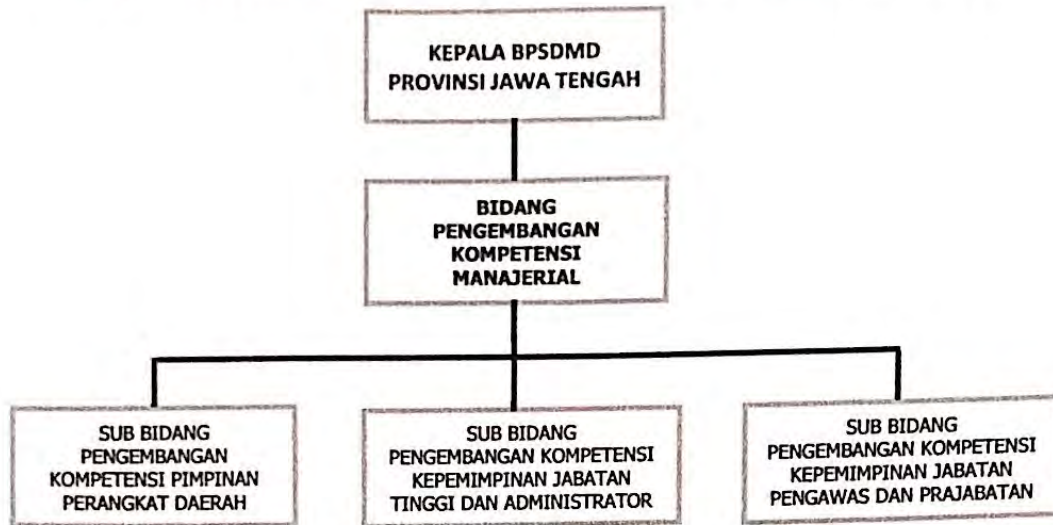 KEPALA BPSDMD
PROVINSI JAWA TENGAH
BIDANG
PENGEMBANGAN
KOMPETENSI
MANAJERIAL
SUB BIDANG
PENGEMBANGAN
KOMPETENSI PIMPINAN
PERANGKAT DAERAH
SUB BIDANG
PENGEMBANGAN KOMPETENSI
KEPEMIMPINAN JABATAN
TINGGI DAN ADMINISTRATOR
SUB BIDANG
PENGEMBANGAN KOMPETENSI
KEPEMIMPINAN JABATAN
PENGAWAS DAN PRAJABATAN